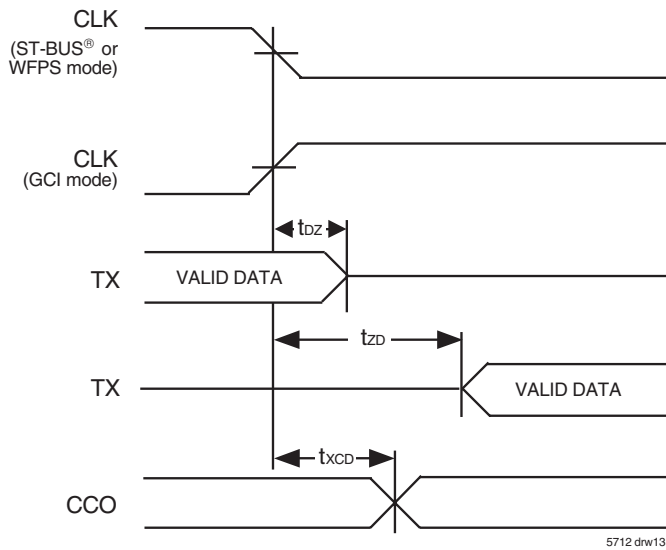 CLK
(ST-BUS® or
WFPS mode)
CLK
(GCI mode)
tDZ
TX
VALID DATA
tZD
TX
VALID DATA
tXCD
CCO
5712 drw13